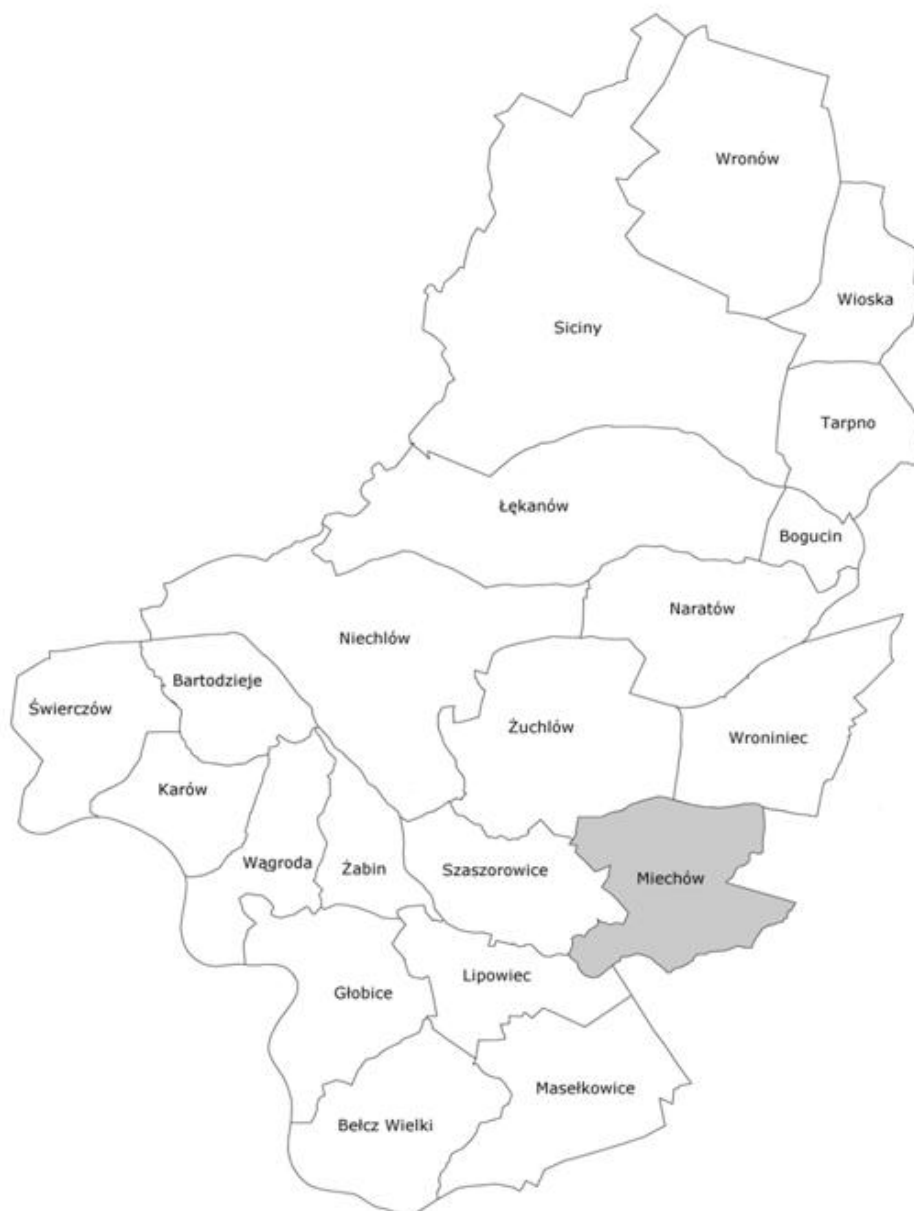 Wronów
Wioska
Siciny
Tarpno
Łękanów
Bogucin
Naratów
Niechlów
Bartodzieje
Świerczów
Żuchlów
Wroniniec
Karów
Wągroda
Żabin
Szaszorowice
Miechów
Lipowiec
Głobice
Masełkowice
Bełcz Wielki